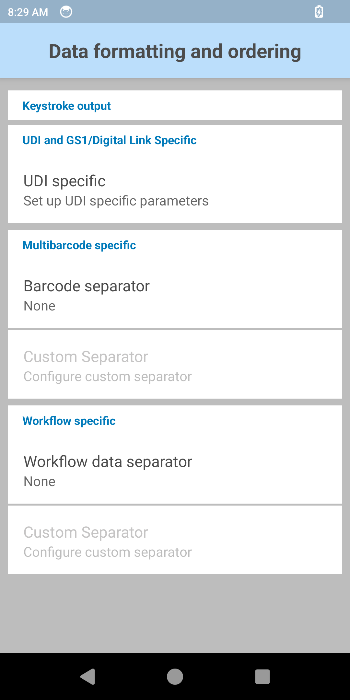 8:29 AM
Data formatting and ordering
Keystroke output
UDI and GS1/Digital Link Specific
UDI specific
Set up UDI specific parameters
Multibarcode specific
Barcode separator
None
Custom Separator
Configure custom separator
Workflow specific
Workflow data separator
None
Custom Separator
Configure custom separator